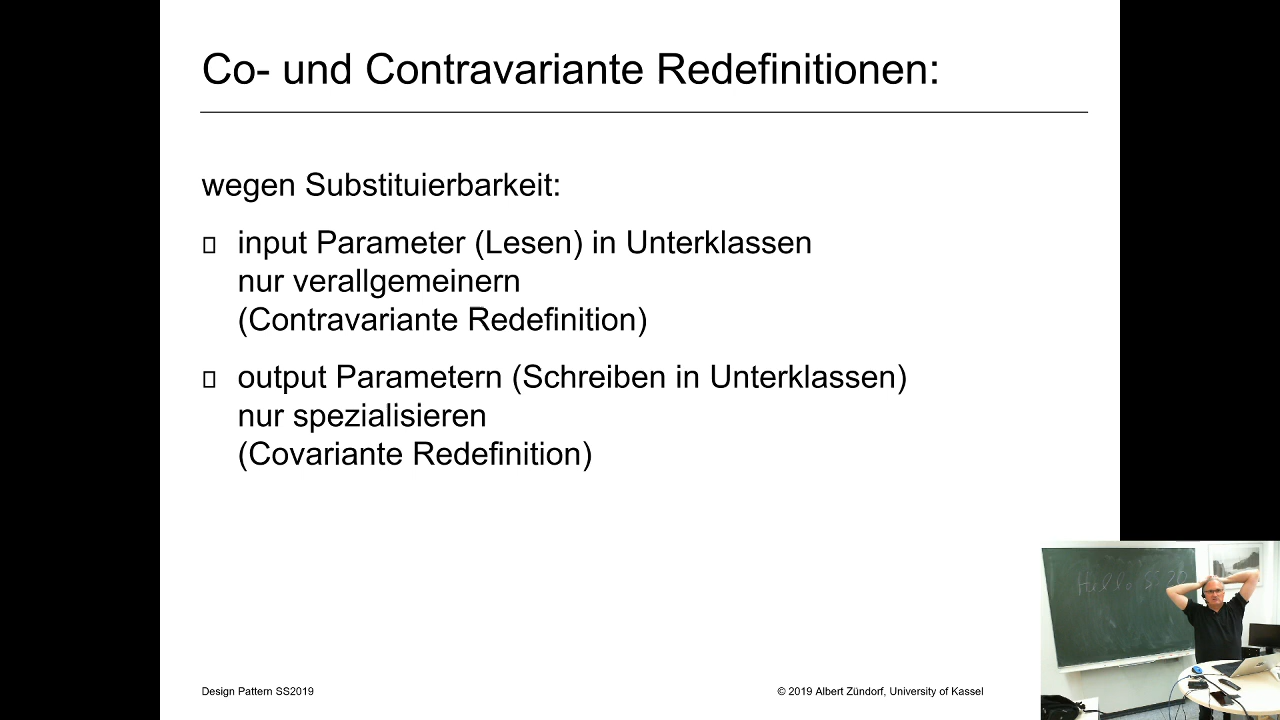 Co- und Contravariante Redefinitionen:
wegen Substituierbarkeit:
input Parameter (Lesen) in Unterklassen
nur verallgemeinern
(Contravariante Redefinition)
output Parametern (Schreiben in Unterklassen)
nur spezialisieren
(Covariante Redefinition)
Hello
Design Pattern SS2019
© 2019 Albert Zündorf, University of Kassel